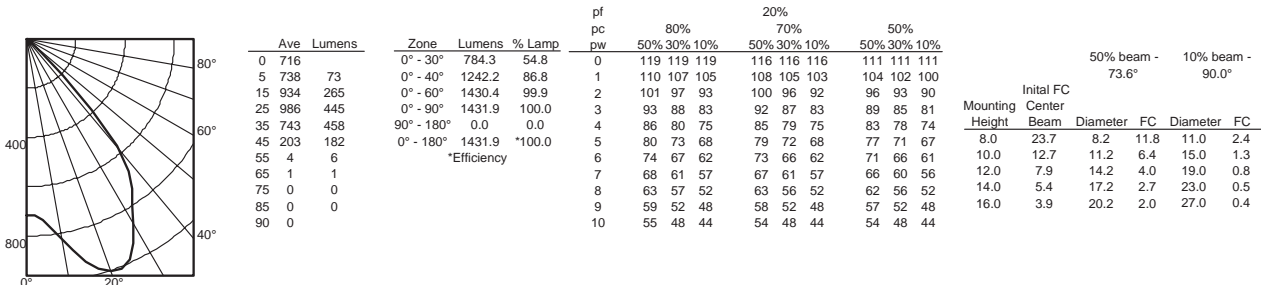 80°
60°
400
40°
800
0° 20°
Ave Lumens
0 716
5 738 73
15 934 265
25 986 445
35 743 458
45 203 182
55 4 6
65 1 1
75 0 0
85 0 0
90 0
Zone Lumens % Lamp
0° - 30° 784.3 54.8
0° - 40° 1242.2 86.8
0° - 60° 1430.4 99.9
0° - 90° 1431.9 100.0
90° - 180° 0.0 0.0
0° - 180° 1431.9 *100.0
*Efficiency
pf 20%
pc 80% 70% 50%
pw 50% 30% 10% 50% 30% 10% 50% 30% 10%
0 119 119 119 116 116 116 111 111 111
1 110 107 105 108 105 103 104 102 100
2 101 97 93 100 96 92 96 93 90
3 93 88 83 92 87 83 89 85 81
4 86 80 75 85 79 75 83 78 74
5 80 73 68 79 72 68 77 71 67
6 74 67 62 73 66 62 71 66 61
7 68 61 57 67 61 57 66 60 56
8 63 57 52 63 56 52 62 56 52
9 59 52 48 58 52 48 57 52 48
10 55 48 44 54 48 44 54 48 44
50% beam - 10% beam -
73.6° 90.0°
Inital FC
Mounting Center
Height Beam Diameter FC Diameter FC
8.0 23.7 8.2 11.8 11.0 2.4
10.0 12.7 11.2 6.4 15.0 1.3
12.0 7.9 14.2 4.0 19.0 0.8
14.0 5.4 17.2 2.7 23.0 0.5
16.0 3.9 20.2 2.0 27.0 0.4